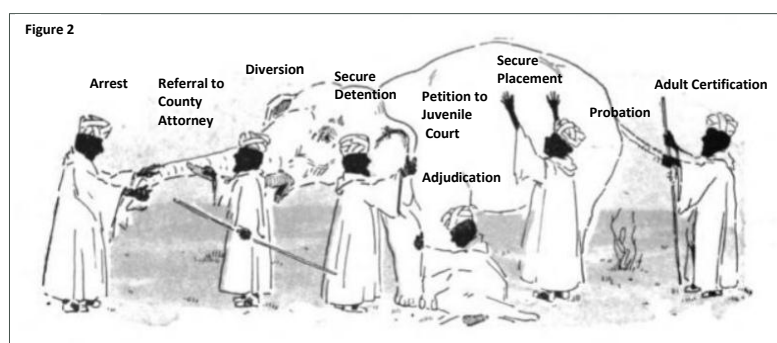 Figure 2
Arrest
Referral to
County
Attorney
Diversion
Secure
Detention
Petition to
Juvenile
Court
Adjudication
Secure
Placement
Probation
Adult Certification